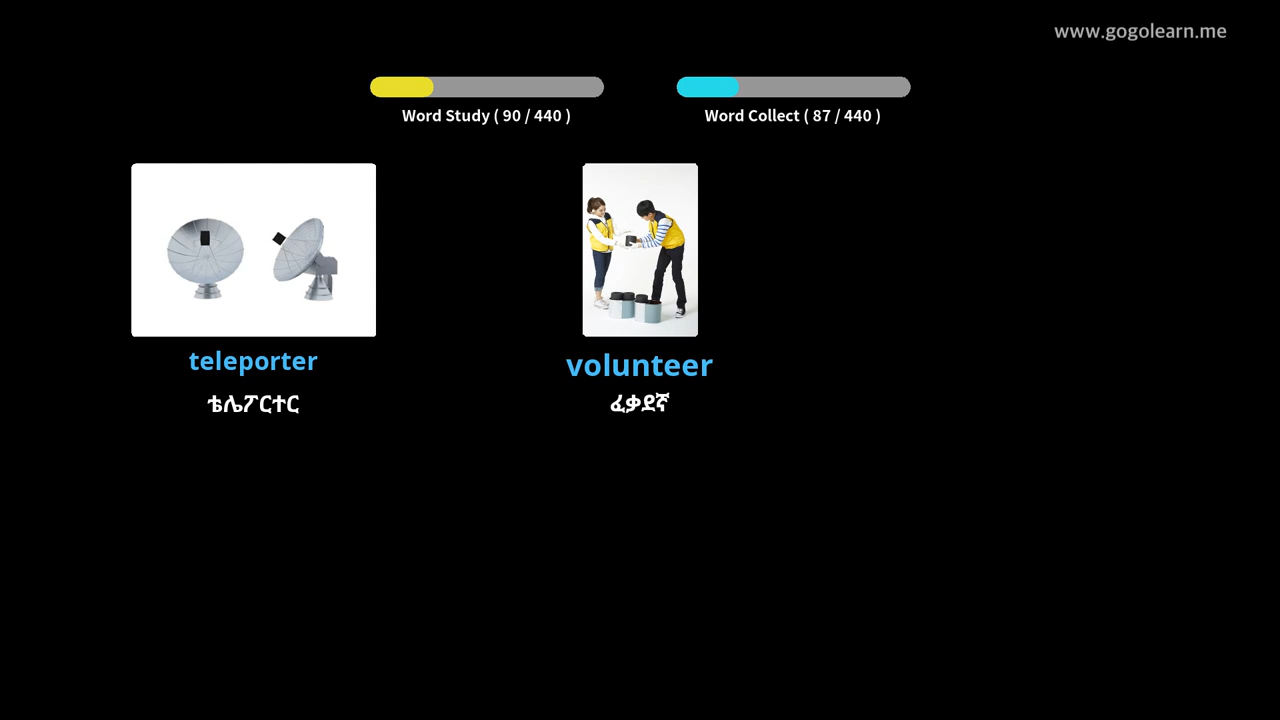 www.gogolearn.me
Word Study ( 90 / 440 )
Word Collect ( 87 / 440 )
teleporter
ቴሌፖርተር
volunteer
ፈቃደኛ